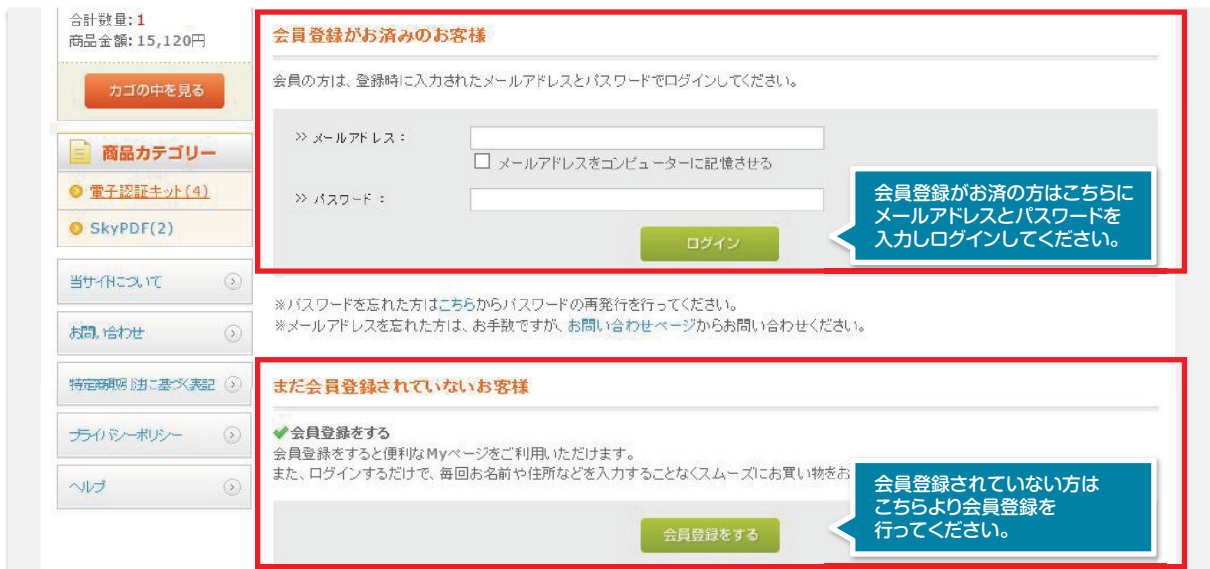 合計数量:1
商品金額:15,120円
カゴの中を見る
商品カテゴリー
電子認証キット(4)
SkyPDF(2)
当サイトについて
お問い合わせ
特定商取引法に基づく表記
プライバシーポリシー
ヘルプ
会員登録がお済みのお客様
会員の方は、登録時に入力されたメールアドレスとパスワードでログインしてください。
>> メールアドレス:
メールアドレスをコンピューターに記憶させる
>> パスワード:
ログイン
会員登録がお済の方はこちらに
メールアドレスとパスワードを
入力しログインしてください。
※パスワードを忘れた方はこちらからパスワードの再発行を行ってください。
※メールアドレスを忘れた方は、お手数ですが、お問い合わせページからお問い合わせください。
まだ会員登録されていないお客様
会員登録をする
会員登録をすると便利なMyページをご利用いただけます。
また、ログインするだけで、毎回お名前や住所などを入力することなくスムーズにお買い物をお
会員登録をする
会員登録されていない方は
こちらより会員登録を
行ってください。